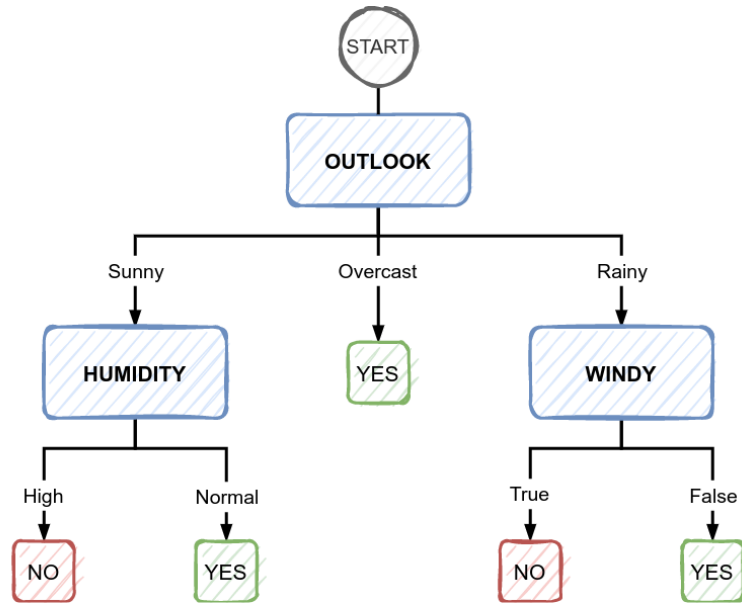 START
OUTLOOK
Sunny
Overcast
Rainy
HUMIDITY
YES
WINDY
High
Normal
True
False
NO
YES
NO
YES